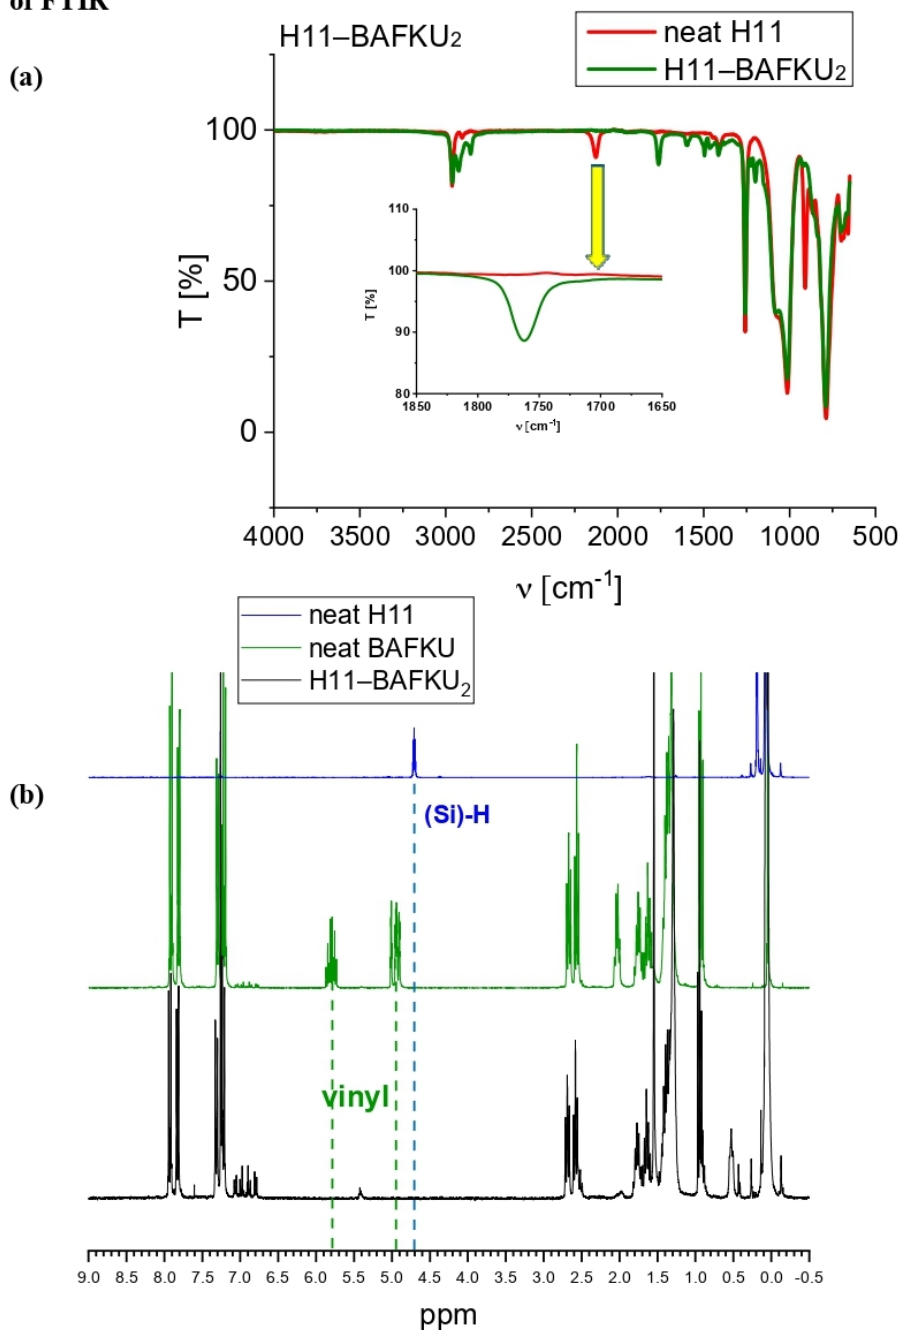 of FTIR
H11–BAFKU2
neat H11
H11–BAFKU2
(a)
100
50
0
T [%]
110
100
90
80
T [%]
1850 1800 1750 1700 1650
ν [cm-1]
4000 3500 3000 2500 2000 1500 1000 500
ν [cm-1]
neat H11
neat BAFKU
H11–BAFKU2
(b)
(Si)-H
vinyl
9.0 8.5 8.0 7.5 7.0 6.5 6.0 5.5 5.0 4.5 4.0 3.5 3.0 2.5 2.0 1.5 1.0 0.5 0.0 -0.5
ppm